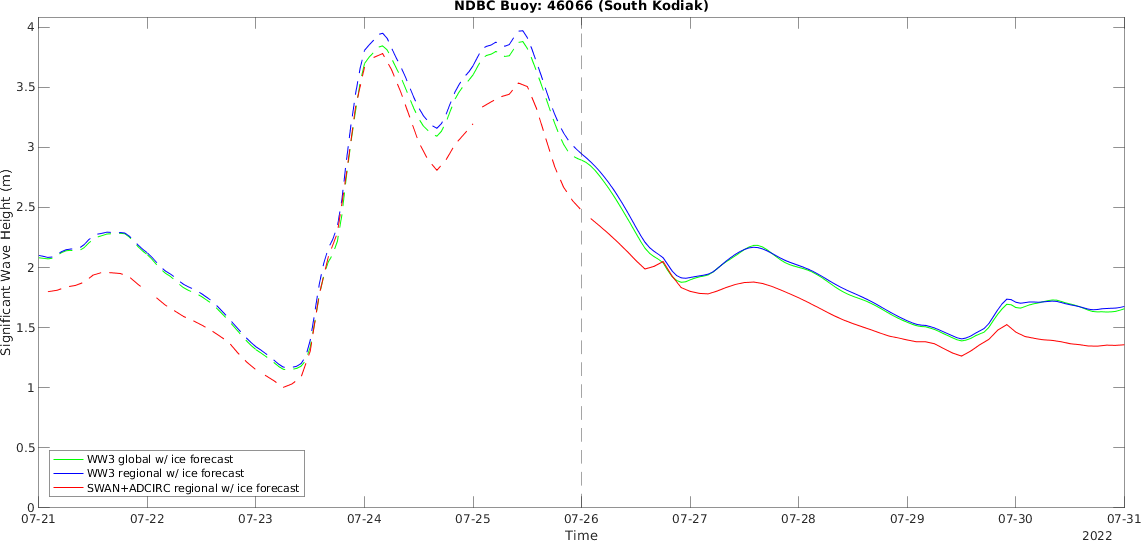 NDBC Buoy: 46066 (South Kodiak)
4
3.5
3
2.5
2
1.5
1
0.5
0
Significant Wave Height (m)
WW3 global w/ ice forecast
WW3 regional w/ ice forecast
SWAN+ADCIRC regional w/ ice forecast
07-21 07-22 07-23 07-24 07-25 07-26 07-27 07-28 07-29 07-30 07-31
Time
2022